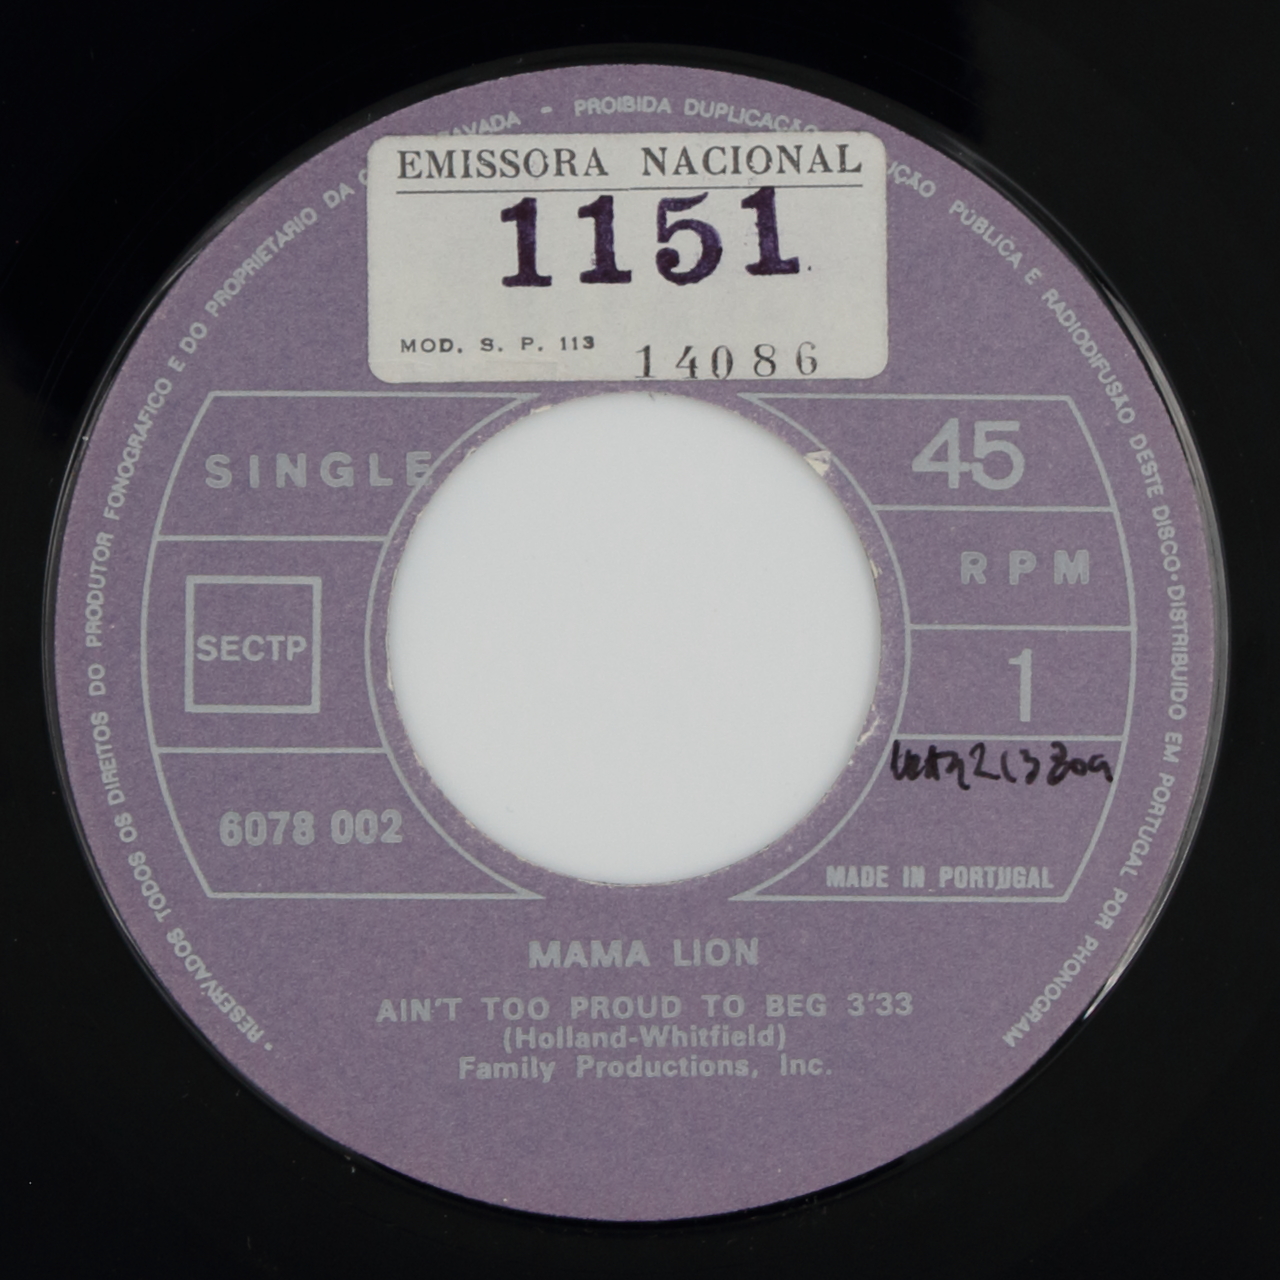 EMISSORA NACIONAL
1151
MOD. S. P. 113
14086
SINGLE
45
RPM
SECTP
1
6078 002
MADE IN PORTUGAL
MAMA LION
AIN'T TOO PROUD TO BEG 3'33
(Holland-Whitfield)
Family Productions, Inc.
• RESERVADOS TODOS OS DIREITOS DO PRODUTOR FONOGRAFICO E DO PROPRIETARIO DA - PROIBIDA DUPLICAÇÃO PÚBLICA E RADIODIFUSÃO DESTE DISCO • DISTRIBUIDO EM PORTUGAL POR PHONOGRAM